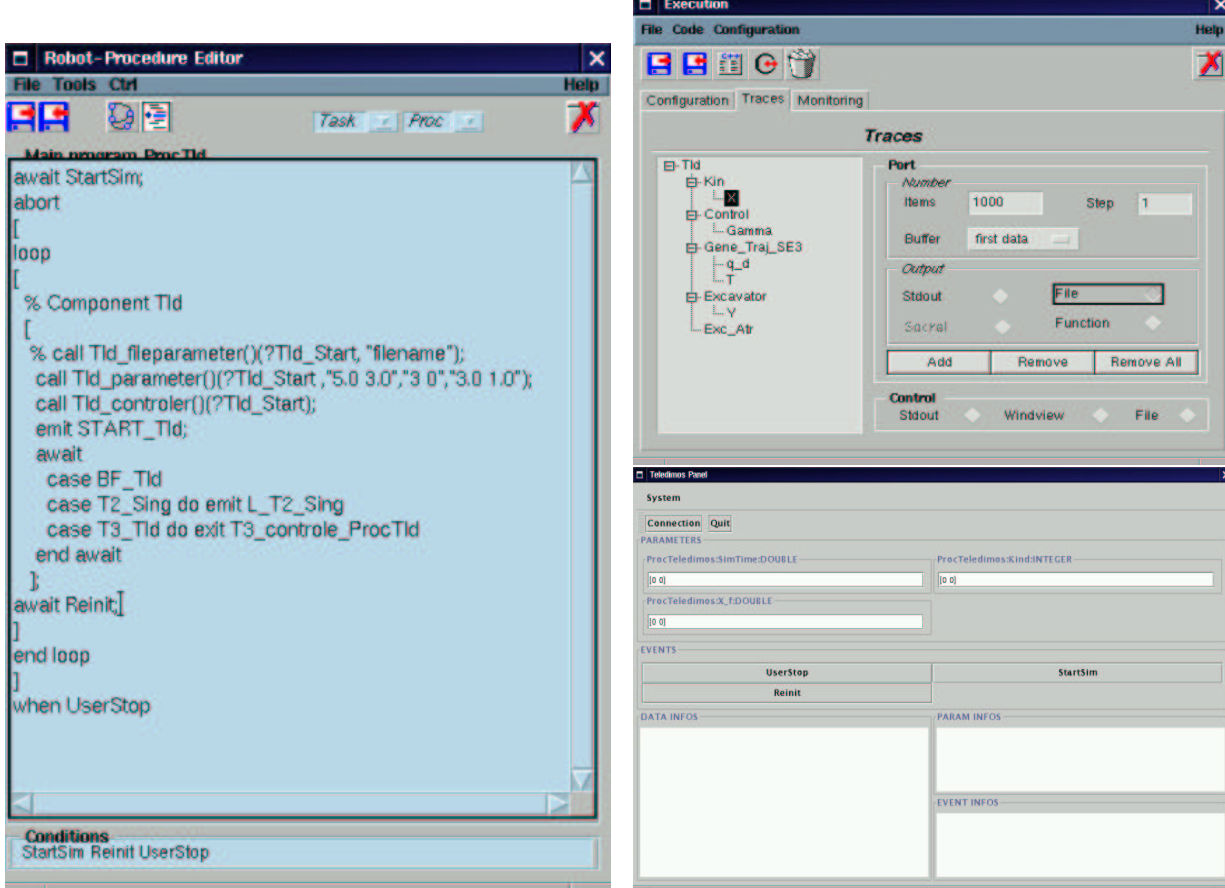 Robot-Procedure Editor
File Tools Ctrl Help
Task Proc
Main program ProcTld
await StartSim;
abort
[
loop
[
% Component Tld
[
% call Tld_fileparameter()(?Tld_Start, "filename");
call Tld_parameter()(?Tld_Start ,"5.0 3.0","3 0","3.0 1.0");
call Tld_controler()(?Tld_Start);
emit START_Tld;
await
case BF_Tld
case T2_Sing do emit L_T2_Sing
case T3_Tld do exit T3_controle_ProcTld
end await
];
await Reinit;
]
end loop
]
when UserStop
Conditions
StartSim Reinit UserStop
Execution
File Code Configuration Help
C++
Configuration Traces Monitoring
Traces
Tld
Kin
X
Control
Gamma
Gene_Traj_SE3
q_d
T
Excavator
Y
Exc_Atr
Port
Number
Items 1000 Step 1
Buffer first data
Output
Stdout File
Function
Add Remove Remove All
Control
Stdout Windview File
Teledimos Panel
System
Connection Quit
PARAMETERS
ProcTeledimos:SimTime:DOUBLE ProcTeledimos:Kind:INTEGER
[0 0] [0 0]
ProcTeledimos:X_f:DOUBLE
[0 0]
EVENTS
UserStop StartSim
Reinit
DATA INFOS PARAM INFOS
EVENT INFOS